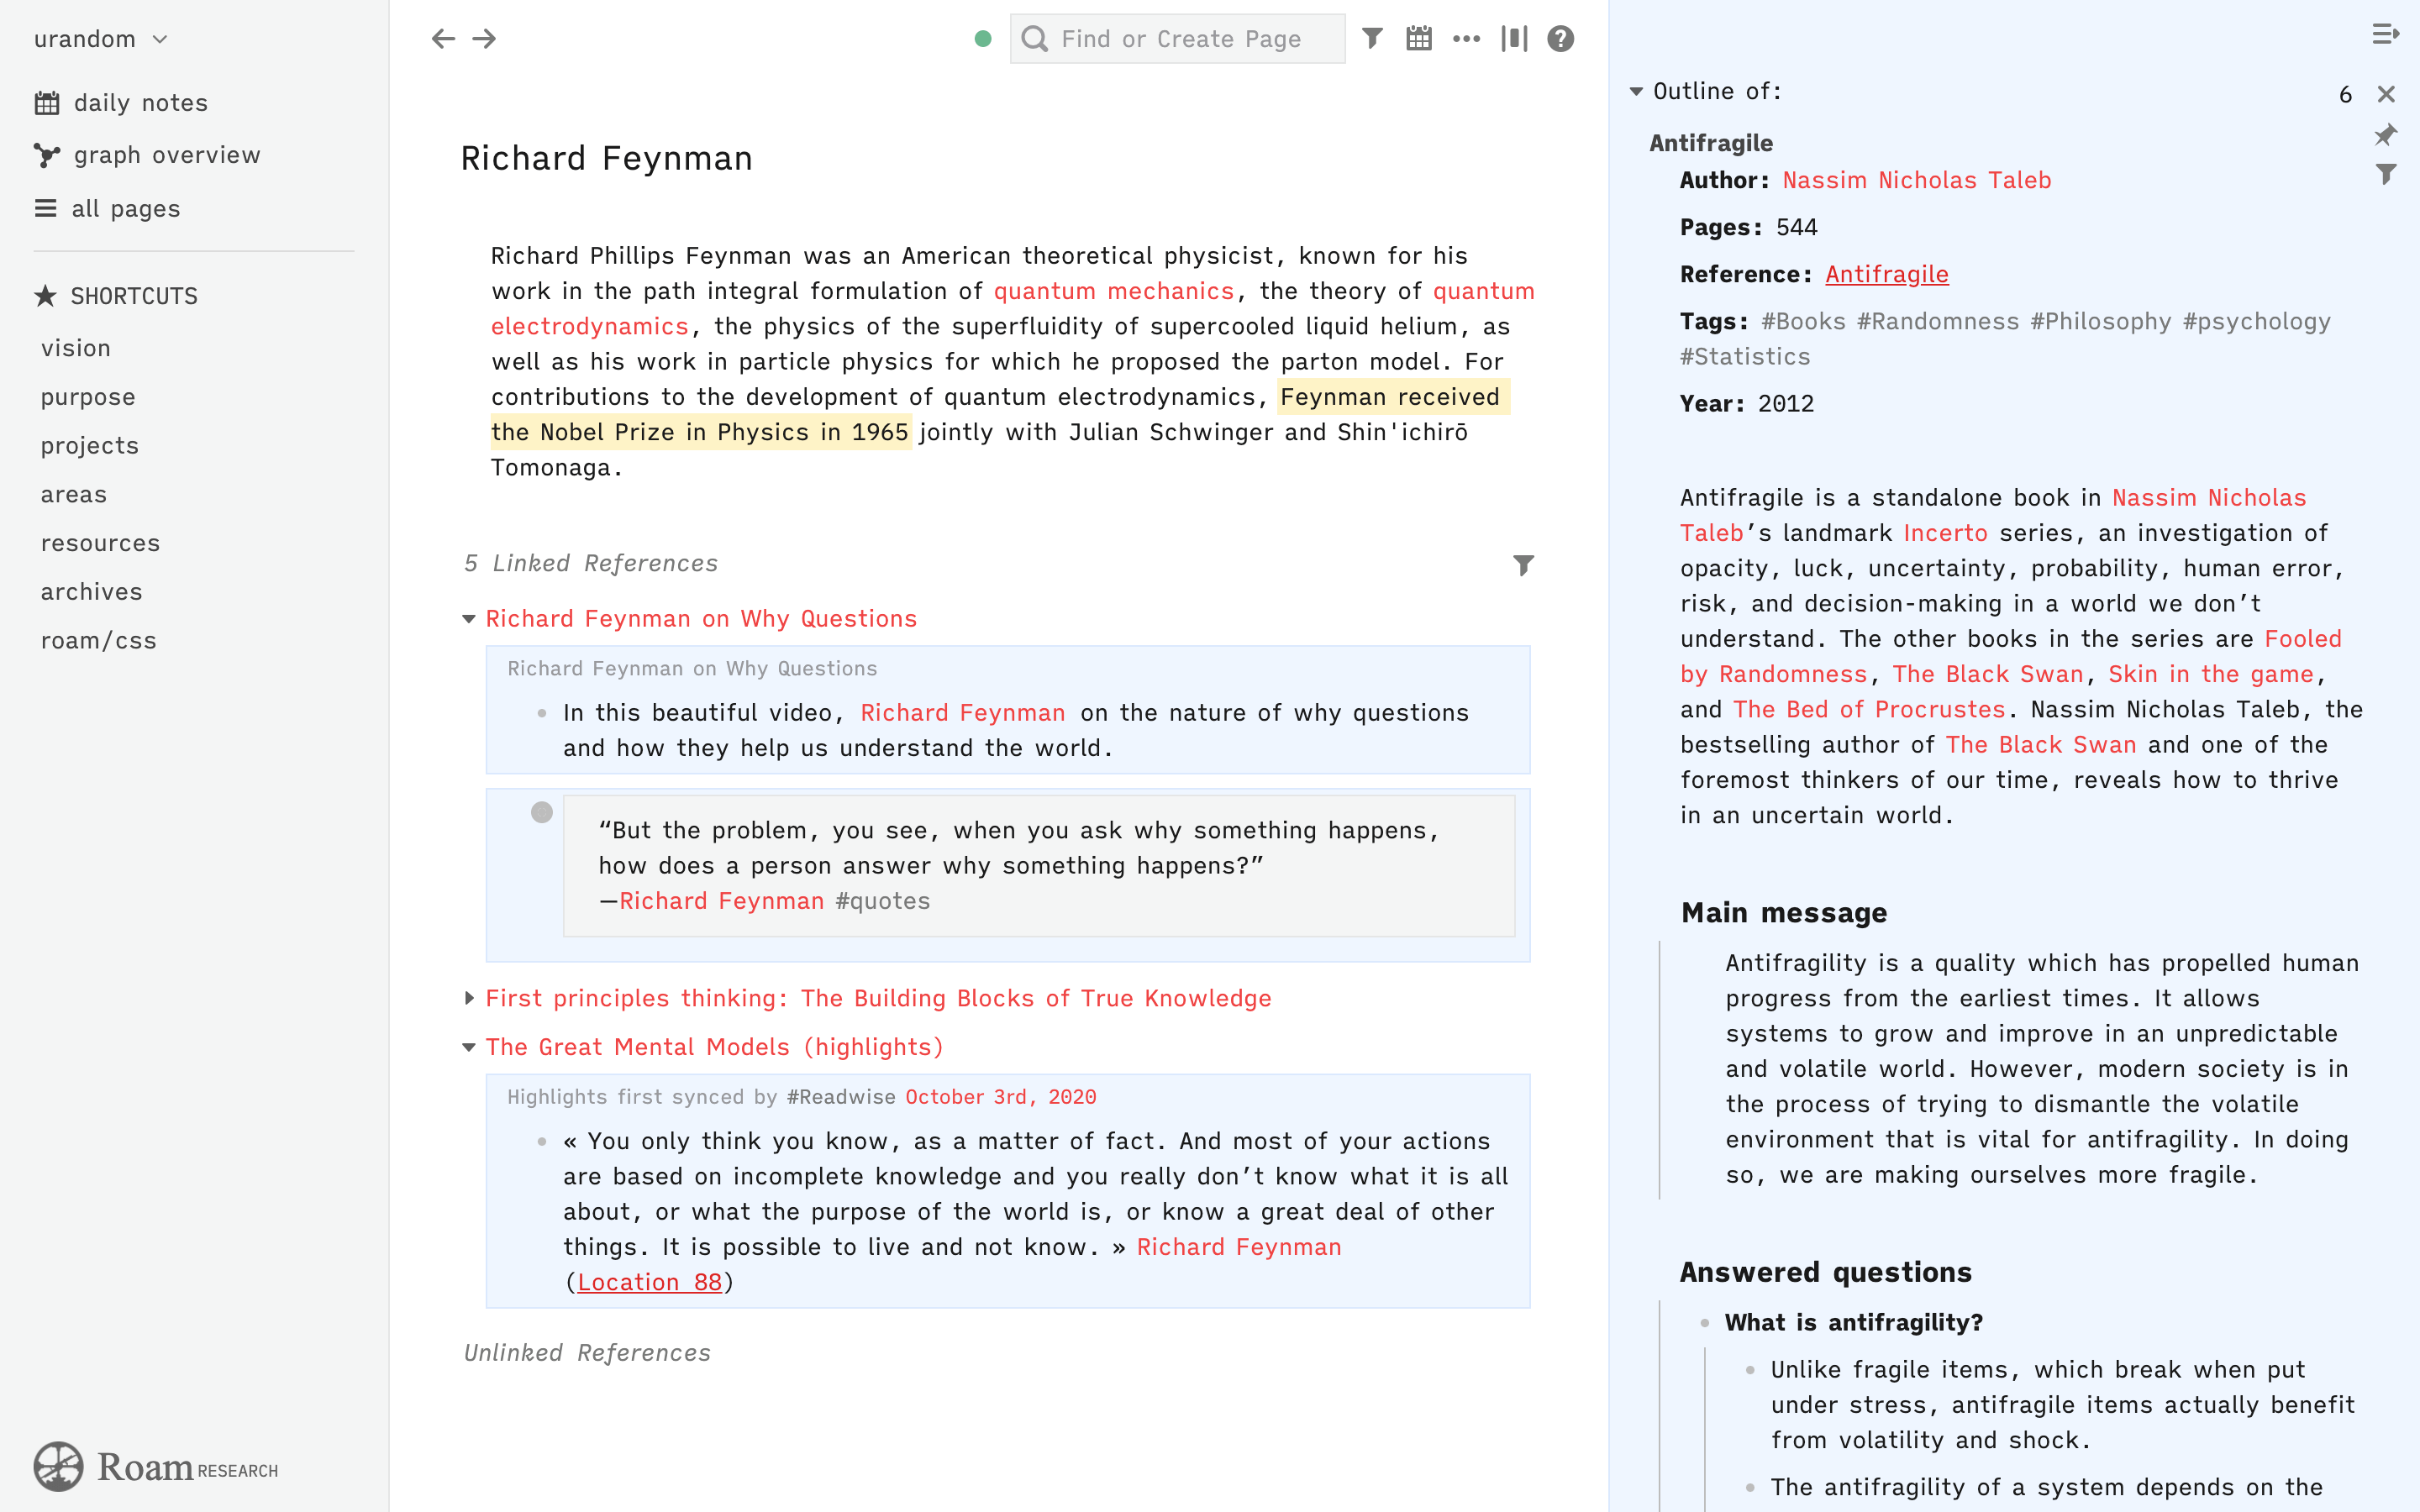 urandom
daily notes
graph overview
all pages
SHORTCUTS
vision
purpose
projects
areas
resources
archives
roam/css
Roam RESEARCH
Find or Create Page
Richard Feynman
Richard Phillips Feynman was an American theoretical physicist, known for his
work in the path integral formulation of quantum mechanics, the theory of quantum
electrodynamics, the physics of the superfluidity of supercooled liquid helium, as
well as his work in particle physics for which he proposed the parton model. For
contributions to the development of quantum electrodynamics, Feynman received
the Nobel Prize in Physics in 1965 jointly with Julian Schwinger and Shin'ichirō
Tomonaga.
5 Linked References
Richard Feynman on Why Questions
Richard Feynman on Why Questions
In this beautiful video, Richard Feynman on the nature of why questions
and how they help us understand the world.
“But the problem, you see, when you ask why something happens,
how does a person answer why something happens?”
—Richard Feynman #quotes
First principles thinking: The Building Blocks of True Knowledge
The Great Mental Models (highlights)
Highlights first synced by #Readwise October 3rd, 2020
« You only think you know, as a matter of fact. And most of your actions
are based on incomplete knowledge and you really don’t know what it is all
about, or what the purpose of the world is, or know a great deal of other
things. It is possible to live and not know. » Richard Feynman
(Location 88)
Unlinked References
Outline of:
6
Antifragile
Author: Nassim Nicholas Taleb
Pages: 544
Reference: Antifragile
Tags: #Books #Randomness #Philosophy #psychology
#Statistics
Year: 2012
Antifragile is a standalone book in Nassim Nicholas
Taleb’s landmark Incerto series, an investigation of
opacity, luck, uncertainty, probability, human error,
risk, and decision-making in a world we don’t
understand. The other books in the series are Fooled
by Randomness, The Black Swan, Skin in the game,
and The Bed of Procrustes. Nassim Nicholas Taleb, the
bestselling author of The Black Swan and one of the
foremost thinkers of our time, reveals how to thrive
in an uncertain world.
Main message
Antifragility is a quality which has propelled human
progress from the earliest times. It allows
systems to grow and improve in an unpredictable
and volatile world. However, modern society is in
the process of trying to dismantle the volatile
environment that is vital for antifragility. In doing
so, we are making ourselves more fragile.
Answered questions
What is antifragility?
Unlike fragile items, which break when put
under stress, antifragile items actually benefit
from volatility and shock.
The antifragility of a system depends on the